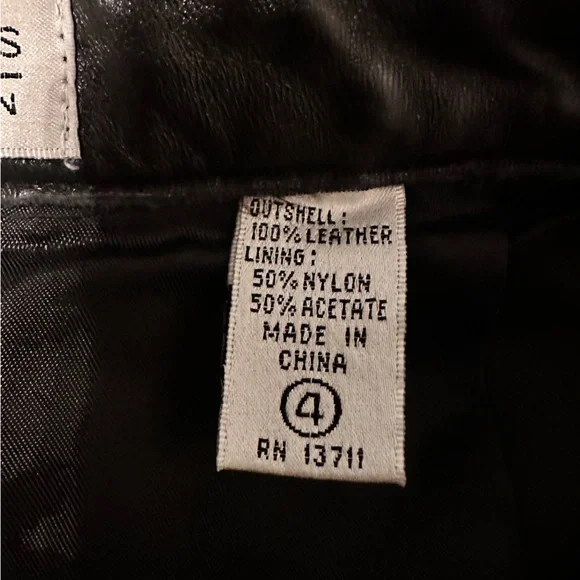 OUTSHELL:
100% LEATHER
LINING:
50% NYLON
50% ACETATE
MADE IN
CHINA
4
RN 13711